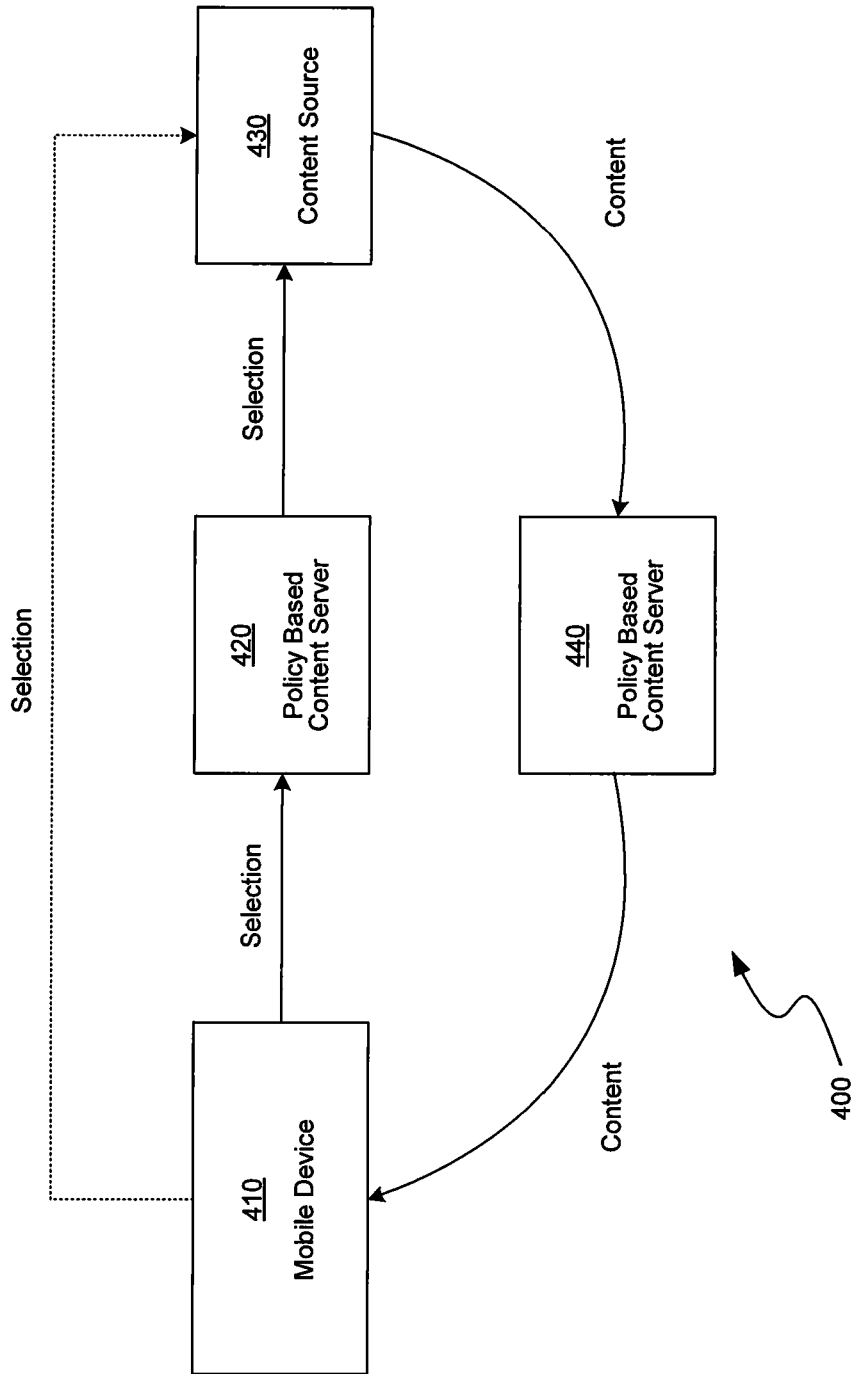 Selection
410
Mobile Device
Selection
420
Policy Based
Content Server
Selection
430
Content Source
Content
440
Policy Based
Content Server
Content
400